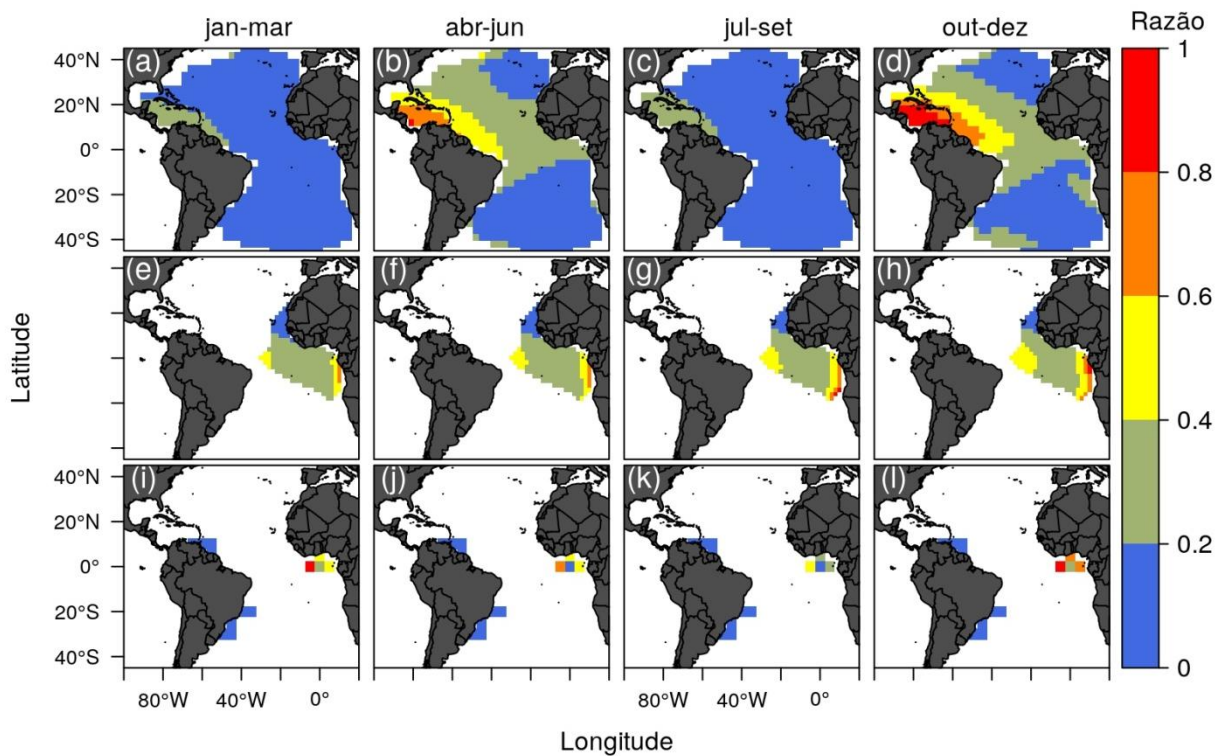 jan-mar abr-jun jul-set out-dez Razão
(a) (b) (c) (d) 1
40°N
20°N
0°
20°S
40°S
0.8
0.6
(e) (f) (g) (h)
Latitude
0.4
(i) (j) (k) (l)
40°N
20°N
0°
20°S
40°S
0.2
0
80°W 40°W 0° 80°W 40°W 0°
Longitude